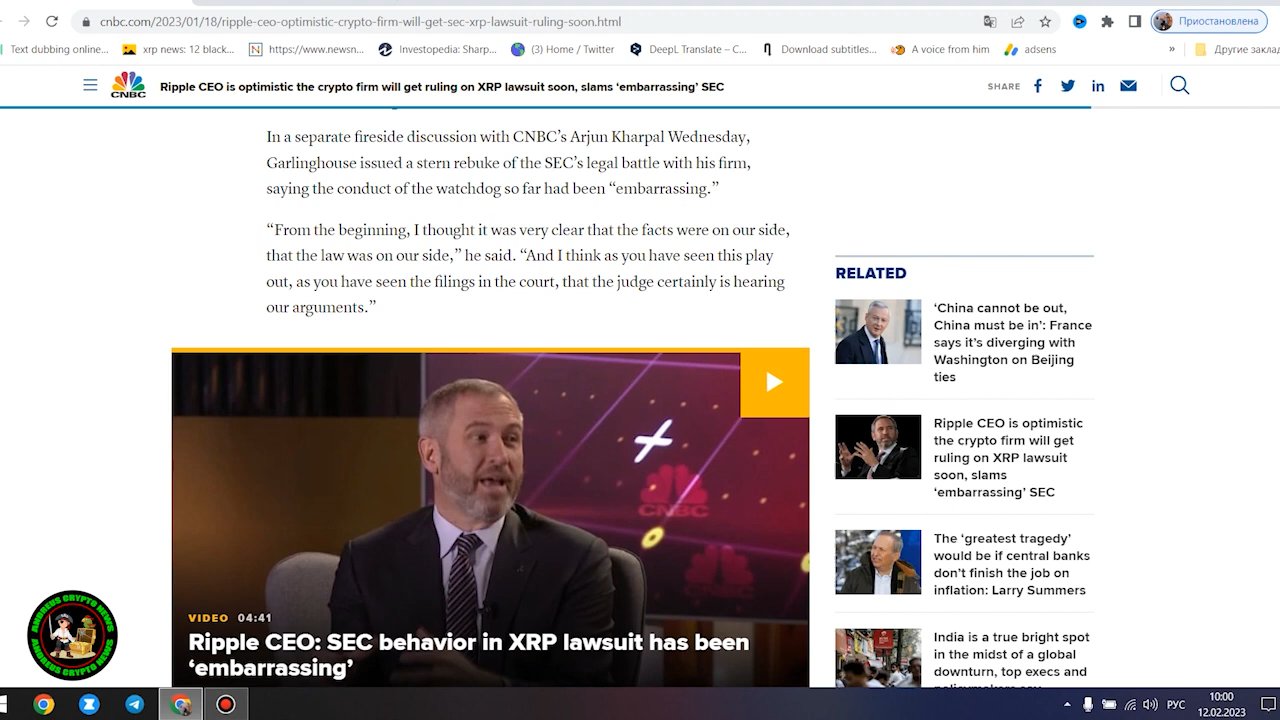 cnbc.com/2023/01/18/ripple-ceo-optimistic-crypto-firm-will-get-sec-xrp-lawsuit-ruling-soon.html
Приостановлена
Text dubbing online...
xrp news: 12 black...
https://www.newsn...
Investopedia: Sharp...
(3) Home / Twitter
DeepL Translate – C...
Download subtitles...
A voice from him
adsens
»
Другие закла
CNBC
Ripple CEO is optimistic the crypto firm will get ruling on XRP lawsuit soon, slams ‘embarrassing’ SEC
SHARE
In a separate fireside discussion with CNBC’s Arjun Kharpal Wednesday,
Garlinghouse issued a stern rebuke of the SEC’s legal battle with his firm,
saying the conduct of the watchdog so far had been “embarrassing.”
“From the beginning, I thought it was very clear that the facts were on our side,
that the law was on our side,” he said. “And I think as you have seen this play
out, as you have seen the filings in the court, that the judge certainly is hearing
our arguments.”
CNBC
VIDEO 04:41
Ripple CEO: SEC behavior in XRP lawsuit has been
‘embarrassing’
RELATED
‘China cannot be out,
China must be in’: France
says it’s diverging with
Washington on Beijing
ties
Ripple CEO is optimistic
the crypto firm will get
ruling on XRP lawsuit
soon, slams
‘embarrassing’ SEC
The ‘greatest tragedy’
would be if central banks
don’t finish the job on
inflation: Larry Summers
India is a true bright spot
in the midst of a global
downturn, top execs and
ANDREUS CRYPTO NEWS
ANDREUS CRYPTO NEWS
РУС
10:00
12.02.2023